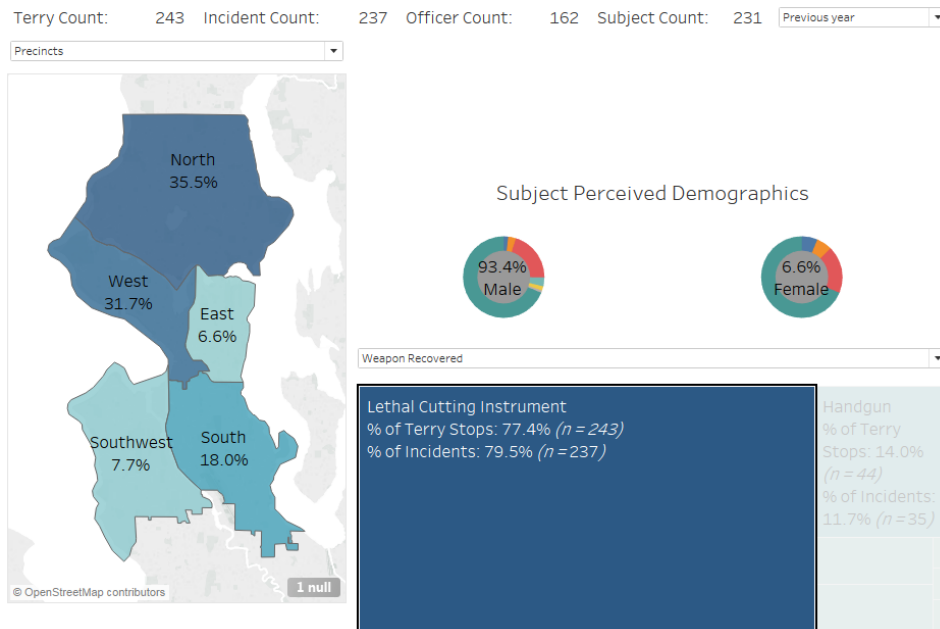 Terry Count: 243 Incident Count: 237 Officer Count: 162 Subject Count: 231 Previous year
Precincts
North
35.5%
West
31.7%
East
6.6%
Southwest
7.7%
South
18.0%
© OpenStreetMap contributors
1 null
Subject Perceived Demographics
93.4%
Male
6.6%
Female
Weapon Recovered
Lethal Cutting Instrument
% of Terry Stops: 77.4% (n = 243)
% of Incidents: 79.5% (n = 237)
Handgun
% of Terry
Stops: 14.0%
(n = 44)
% of Incidents:
11.7% (n = 35)